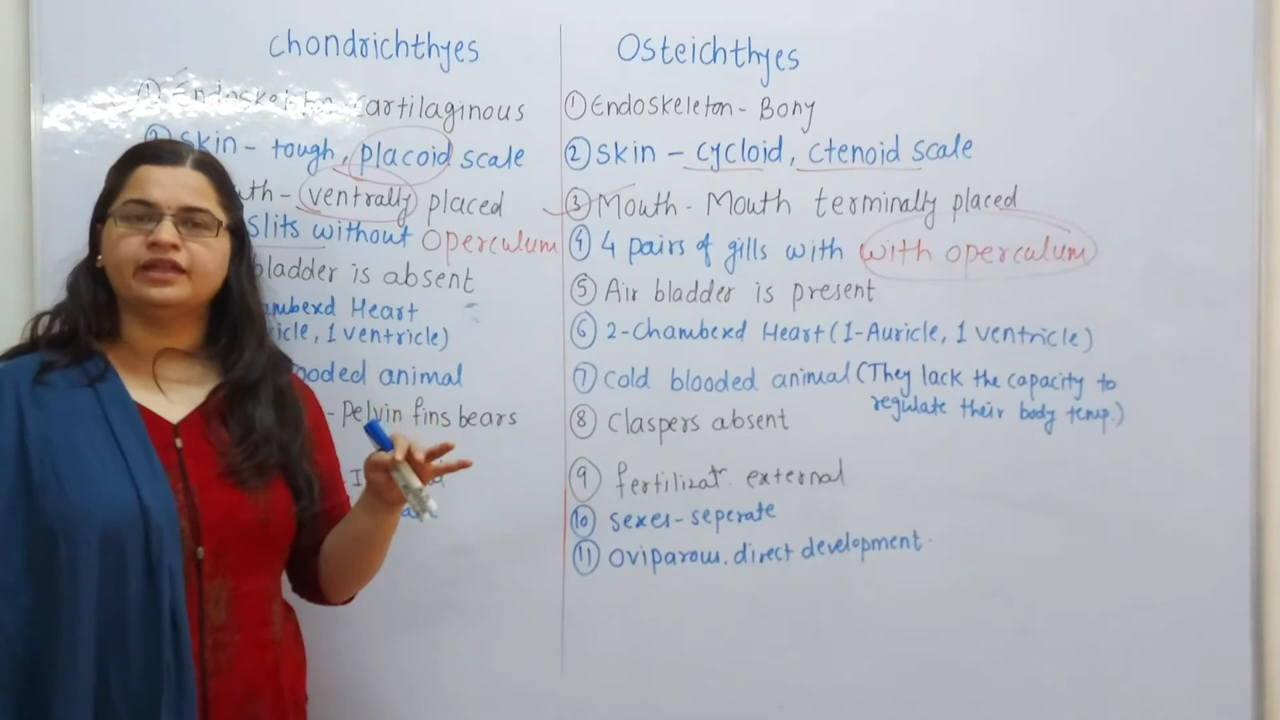 Chondrichthyes
① Endoskeleton cartilaginous
② Skin - tough, placoid scale
uth - ventrally placed
Slits without operculum
bladder is absent
ambexd Heart
icle, 1 ventricle)
ooded animal
- Pelvin fins bears
Osteichthyes
① Endoskeleton - Bony
② Skin - cycloid, ctenoid scale
③ Mouth - Mouth terminally placed
④ 4 pairs of gills with with operculum
⑤ Air bladder is present
⑥ 2-Chambexd Heart (1-Auricle, 1 ventricle)
⑦ Cold blooded animal (They lack the capacity to
regulate their body temp.)
⑧ Claspers absent
⑨ fertilizat. external
⑩ Sexes - seperate
⑪ Oviparous. direct development.